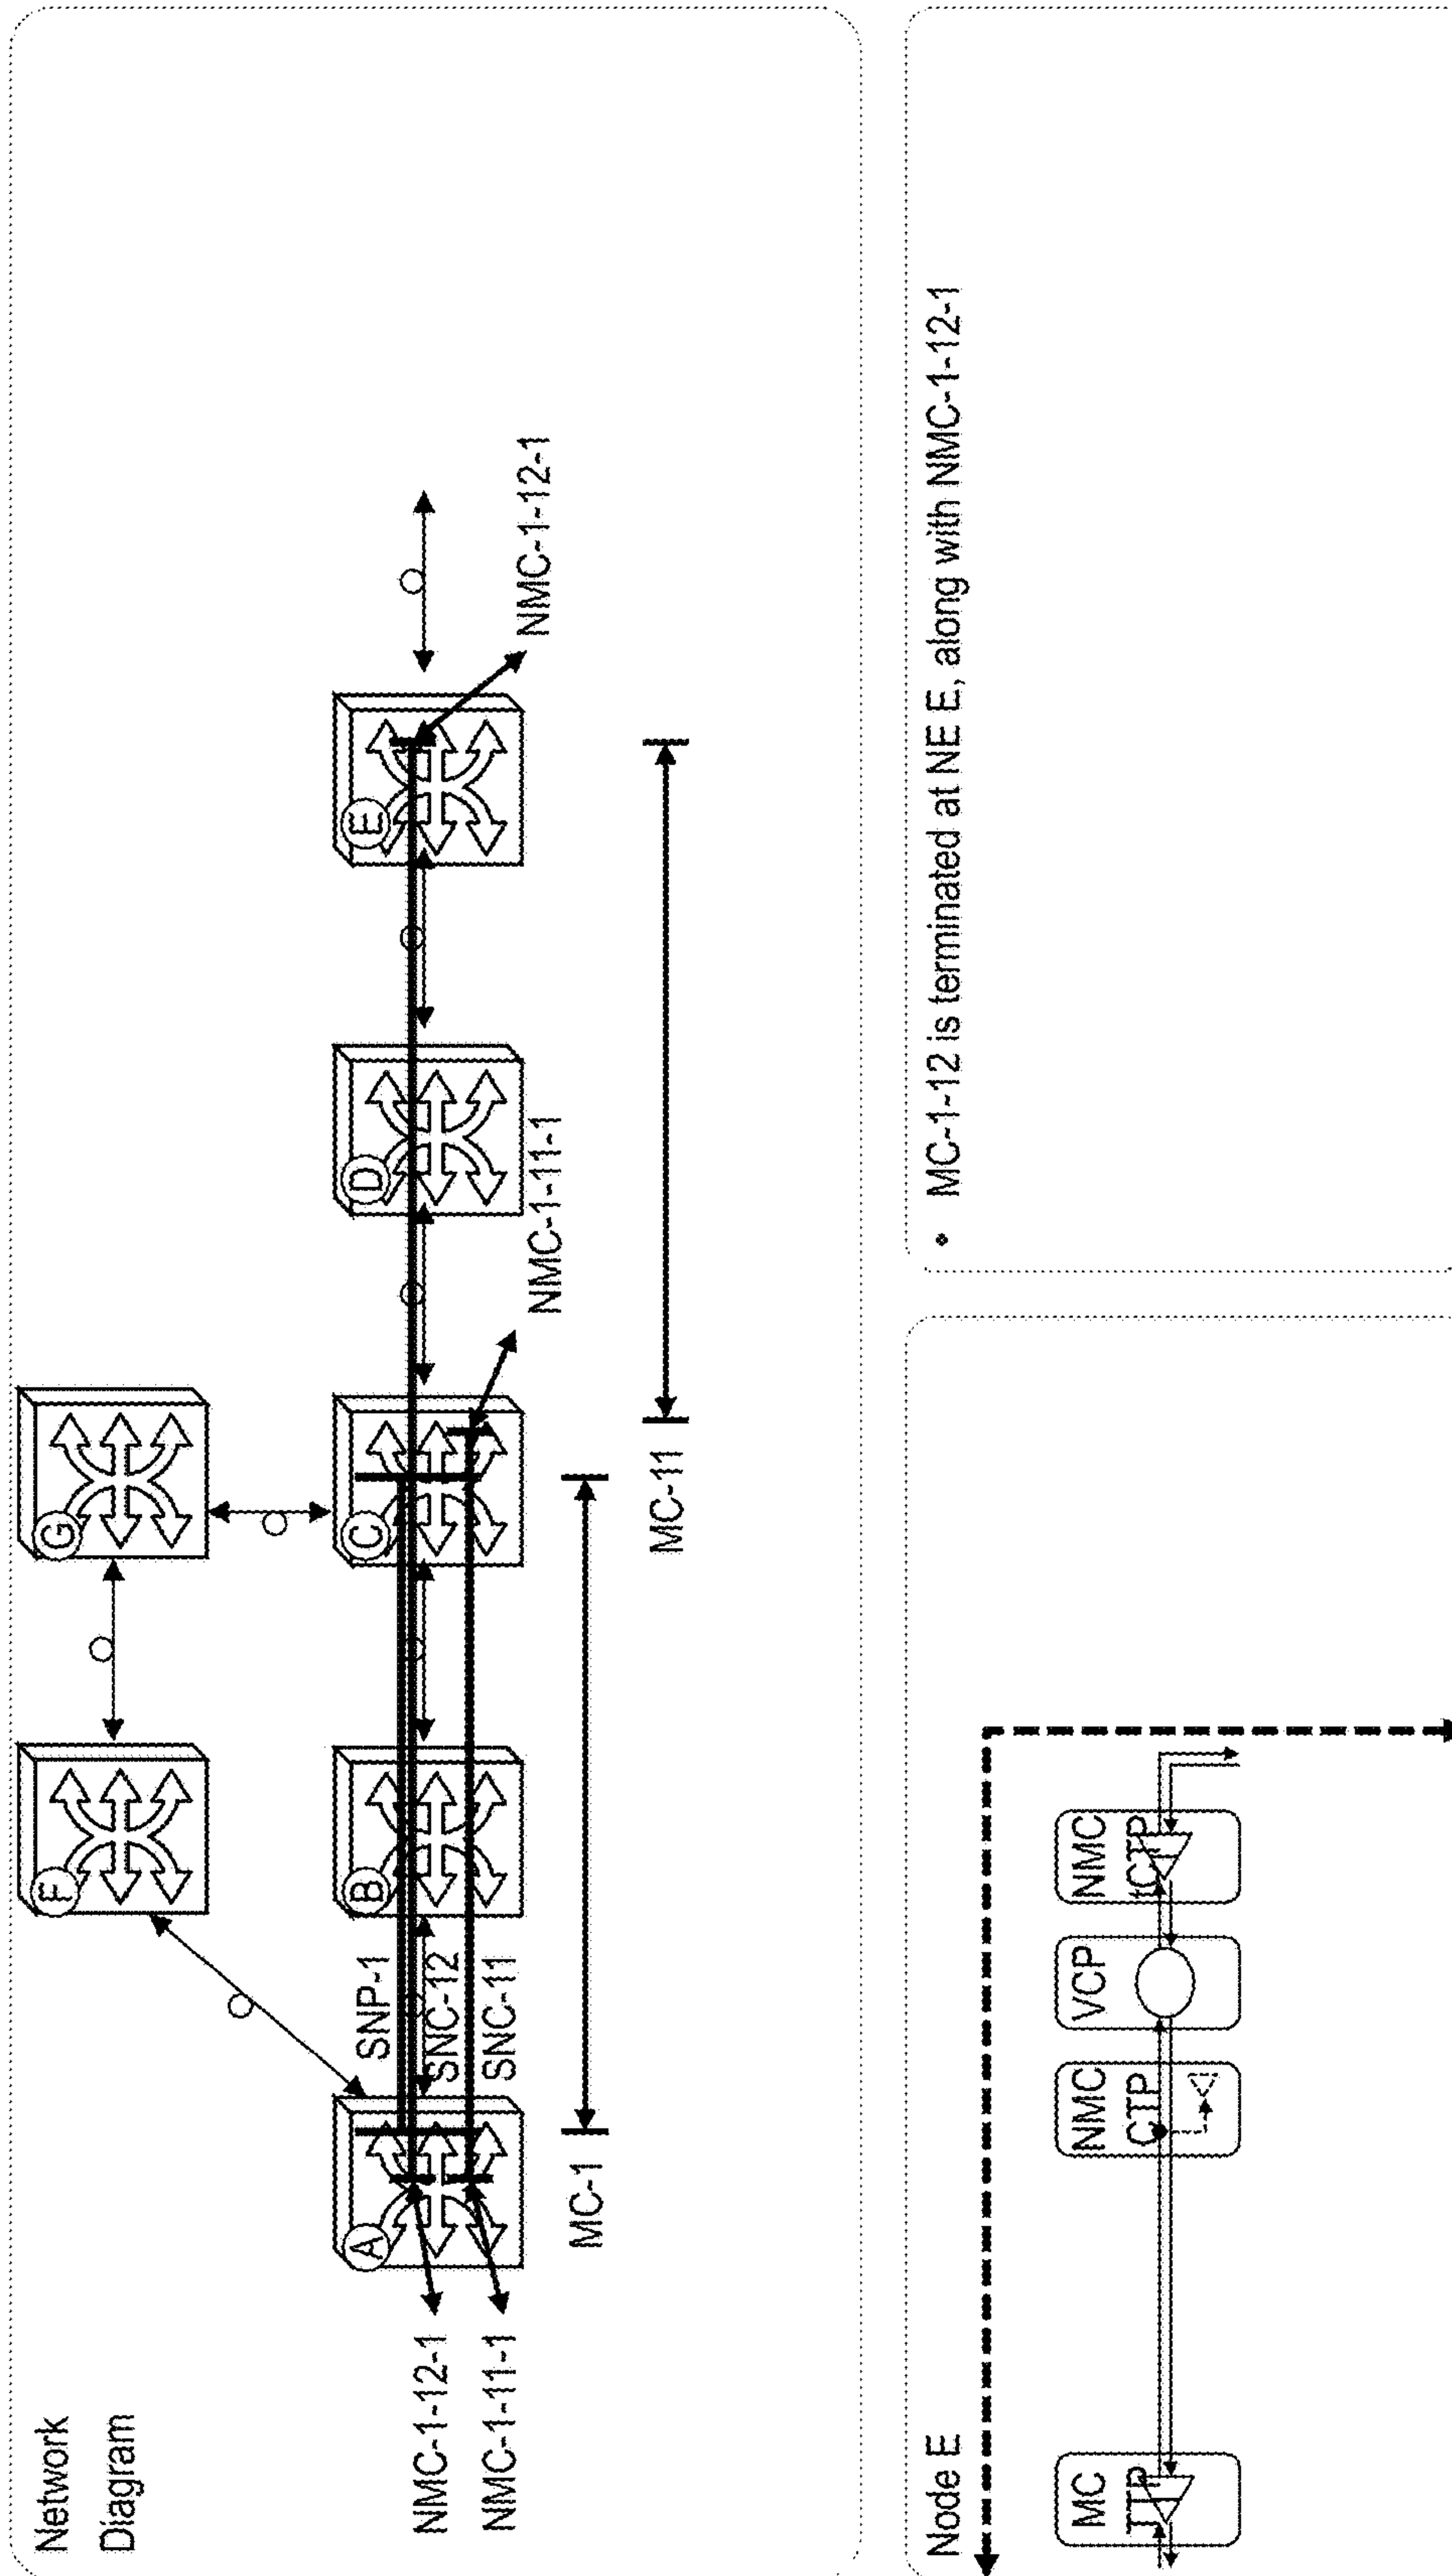 Network
Diagram
F
G
A
B
C
D
E
SNP-1
SNC-12
SNC-11
NMC-1-12-1
NMC-1-11-1
NMC-1-11-1
NMC-1-12-1
MC-1
MC-11
Node E
MC
TTP
NMC
CTP
VCP
NMC
tCTP
• MC-1-12 is terminated at NE E, along with NMC-1-12-1